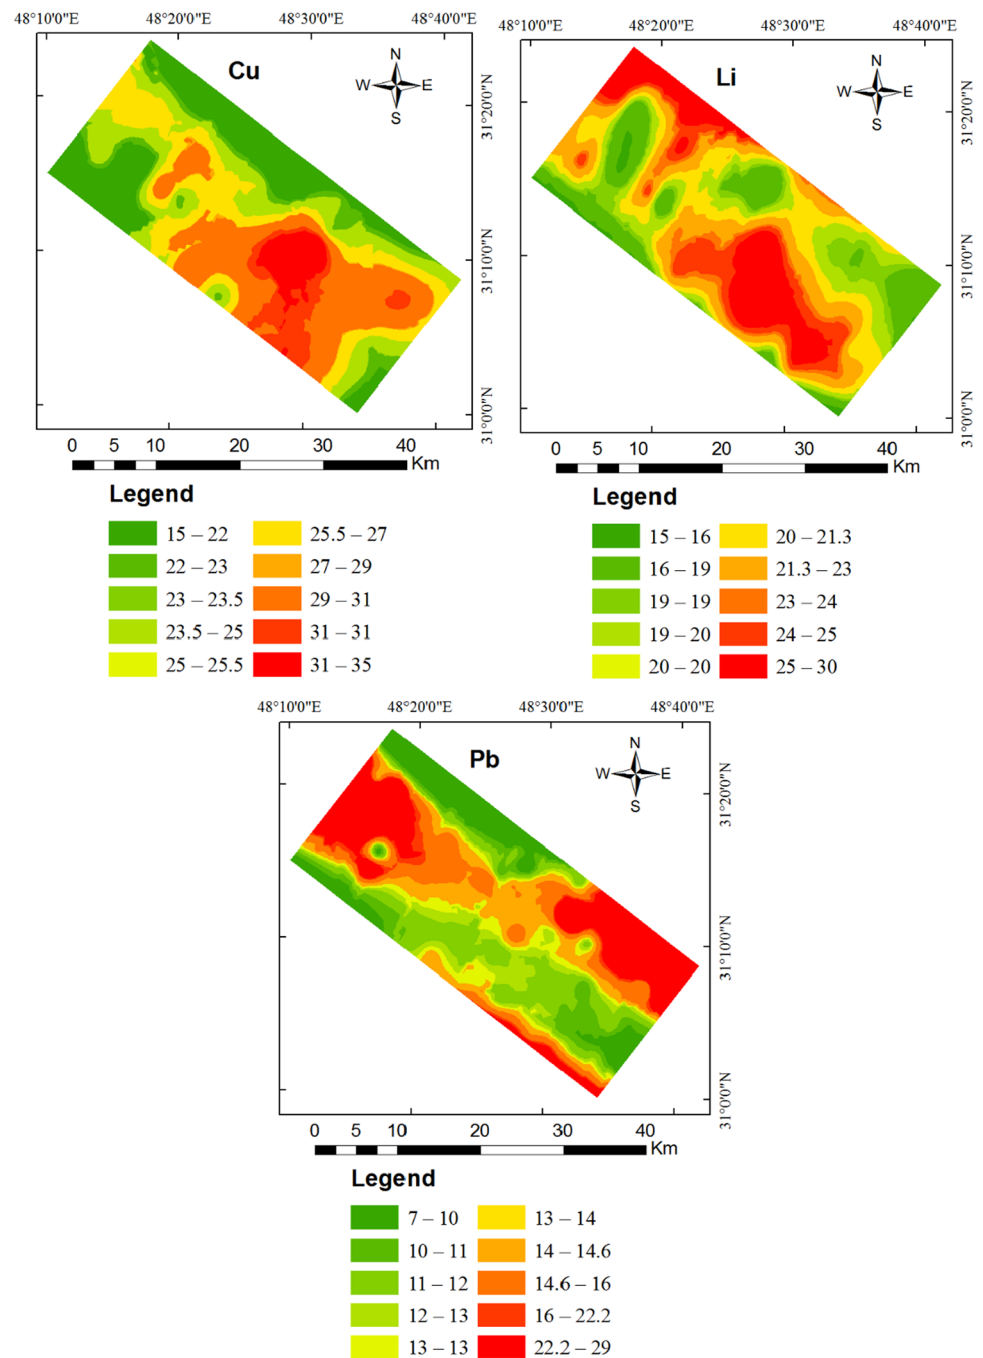 48°10'0"E 48°20'0"E 48°30'0"E 48°40'0"E
Cu
N
W E
S
31°20'0"N
31°10'0"N
31°0'0"N
0 5 10 20 30 40
Km
Legend
15 – 22
22 – 23
23 – 23.5
23.5 – 25
25 – 25.5
25.5 – 27
27 – 29
29 – 31
31 – 31
31 – 35
48°10'0"E 48°20'0"E 48°30'0"E 48°40'0"E
Li
N
W E
S
31°20'0"N
31°10'0"N
31°0'0"N
0 5 10 20 30 40
Km
Legend
15 – 16
16 – 19
19 – 19
19 – 20
20 – 20
20 – 21.3
21.3 – 23
23 – 24
24 – 25
25 – 30
48°10'0"E 48°20'0"E 48°30'0"E 48°40'0"E
Pb
N
W E
S
31°20'0"N
31°10'0"N
31°0'0"N
0 5 10 20 30 40
Km
Legend
7 – 10
10 – 11
11 – 12
12 – 13
13 – 13
13 – 14
14 – 14.6
14.6 – 16
16 – 22.2
22.2 – 29